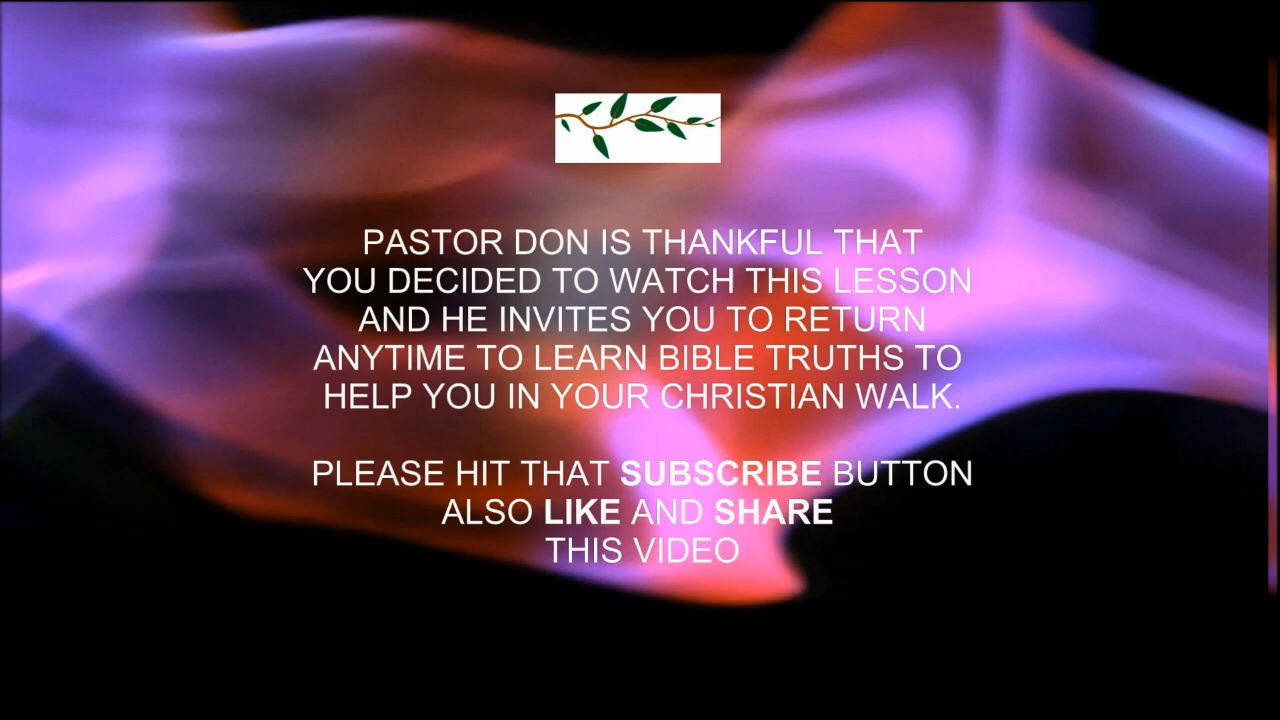 PASTOR DON IS THANKFUL THAT
YOU DECIDED TO WATCH THIS LESSON
AND HE INVITES YOU TO RETURN
ANYTIME TO LEARN BIBLE TRUTHS TO
HELP YOU IN YOUR CHRISTIAN WALK.
PLEASE HIT THAT SUBSCRIBE BUTTON
ALSO LIKE AND SHARE
THIS VIDEO